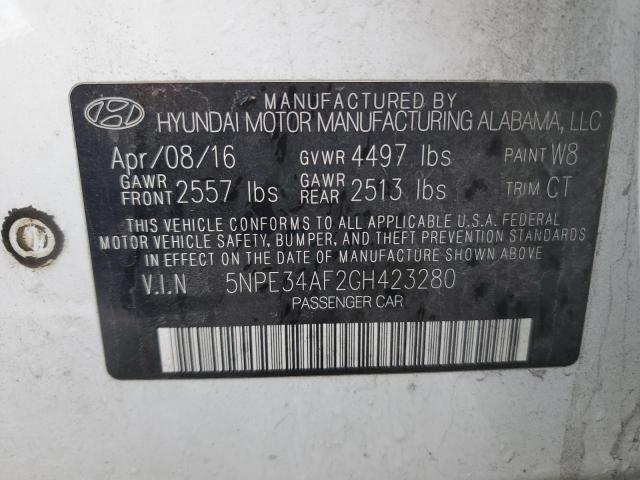 MANUFACTURED BY
HYUNDAI MOTOR MANUFACTURING ALABAMA, LLC
Apr/08/16 GVWR 4497 lbs PAINT W8
GAWR FRONT 2557 lbs GAWR REAR 2513 lbs TRIM CT
THIS VEHICLE CONFORMS TO ALL APPLICABLE U.S.A. FEDERAL
MOTOR VEHICLE SAFETY, BUMPER, AND THEFT PREVENTION STANDARDS
IN EFFECT ON THE DATE OF MANUFACTURE SHOWN ABOVE.
V.I.N 5NPE34AF2GH423280
PASSENGER CAR